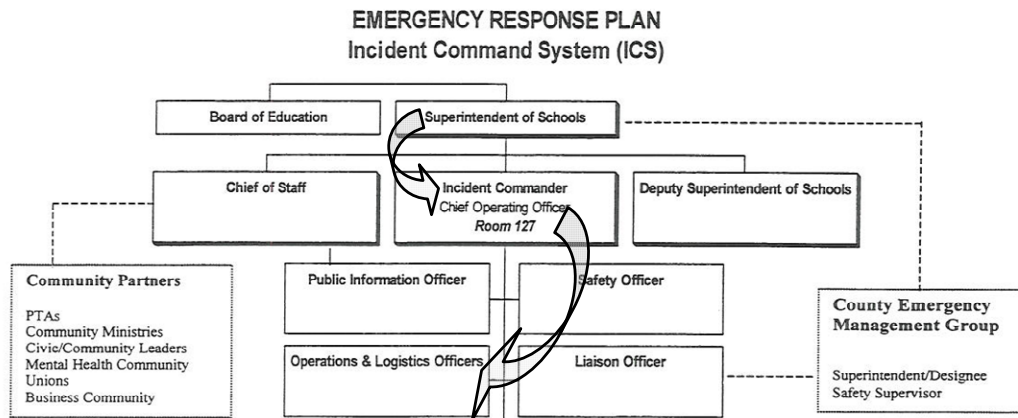 EMERGENCY RESPONSE PLAN
Incident Command System (ICS)
Board of Education
Superintendent of Schools
Chief of Staff
Incident Commander
Chief Operating Officer
Room 127
Deputy Superintendent of Schools
Community Partners
PTAs
Community Ministries
Civic/Community Leaders
Mental Health Community
Unions
Business Community
Public Information Officer
Safety Officer
Operations & Logistics Officers
Liaison Officer
County Emergency
Management Group
Superintendent/Designee
Safety Supervisor